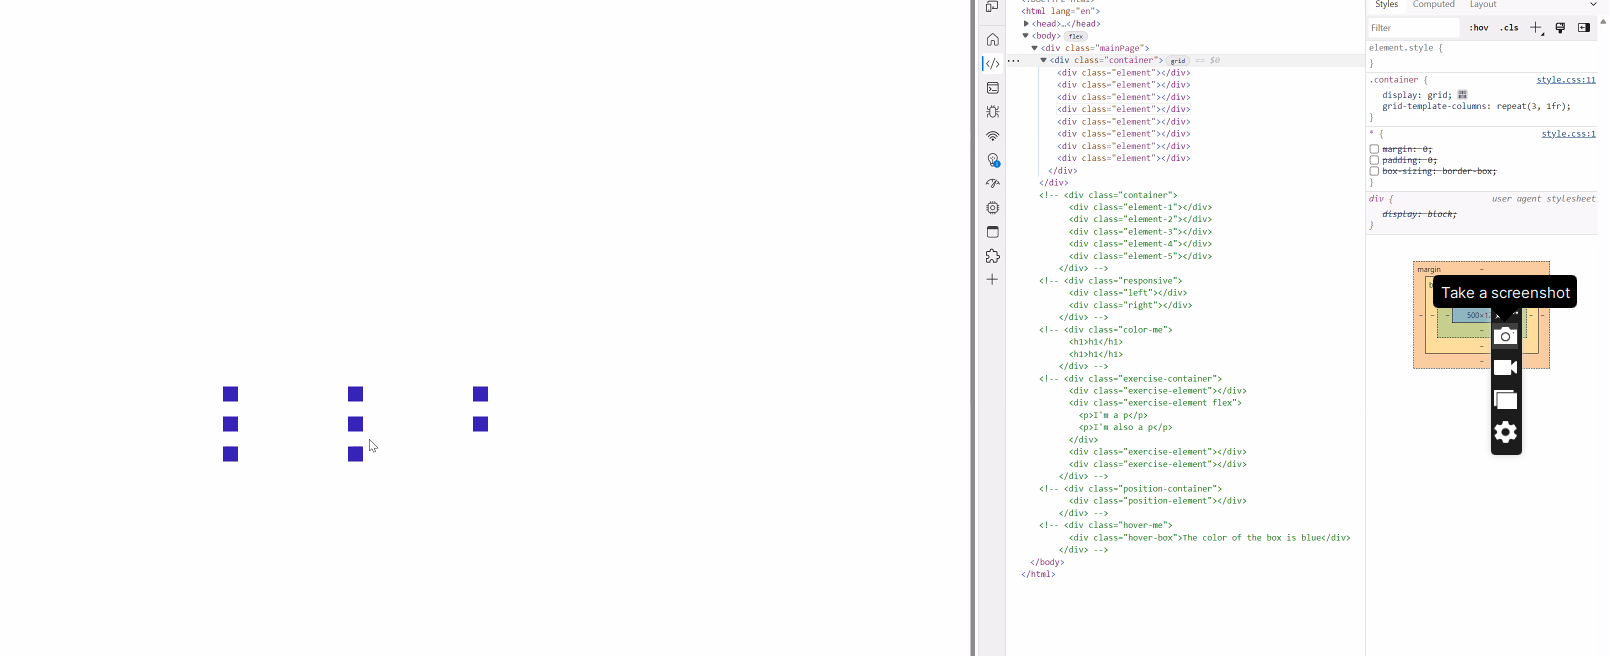 <!DOCTYPE html>
<html lang="en">
<head>…</head>
<body> flex
<div class="mainPage">
<div class="container"> grid == $0
<div class="element"></div>
<div class="element"></div>
<div class="element"></div>
<div class="element"></div>
<div class="element"></div>
<div class="element"></div>
<div class="element"></div>
<div class="element"></div>
</div>
</div>
<!-- <div class="container">
<div class="element-1"></div>
<div class="element-2"></div>
<div class="element-3"></div>
<div class="element-4"></div>
<div class="element-5"></div>
</div> -->
<!-- <div class="responsive">
<div class="left"></div>
<div class="right"></div>
</div> -->
<!-- <div class="color-me">
<h1>h1</h1>
<h1>h1</h1>
</div> -->
<!-- <div class="exercise-container">
<div class="exercise-element"></div>
<div class="exercise-element flex">
<p>I'm a p</p>
<p>I'm also a p</p>
</div>
<div class="exercise-element"></div>
<div class="exercise-element"></div>
</div> -->
<!-- <div class="position-container">
<div class="position-element"></div>
</div> -->
<!-- <div class="hover-me">
<div class="hover-box">The color of the box is blue</div>
</div> -->
</body>
</html>
Styles Computed Layout
Filter :hov .cls
element.style {
}
.container { style.css:11
display: grid;
grid-template-columns: repeat(3, 1fr);
}
* { style.css:1
margin: 0;
padding: 0;
box-sizing: border-box;
}
div { user agent stylesheet
display: block;
}
margin –
Take a screenshot